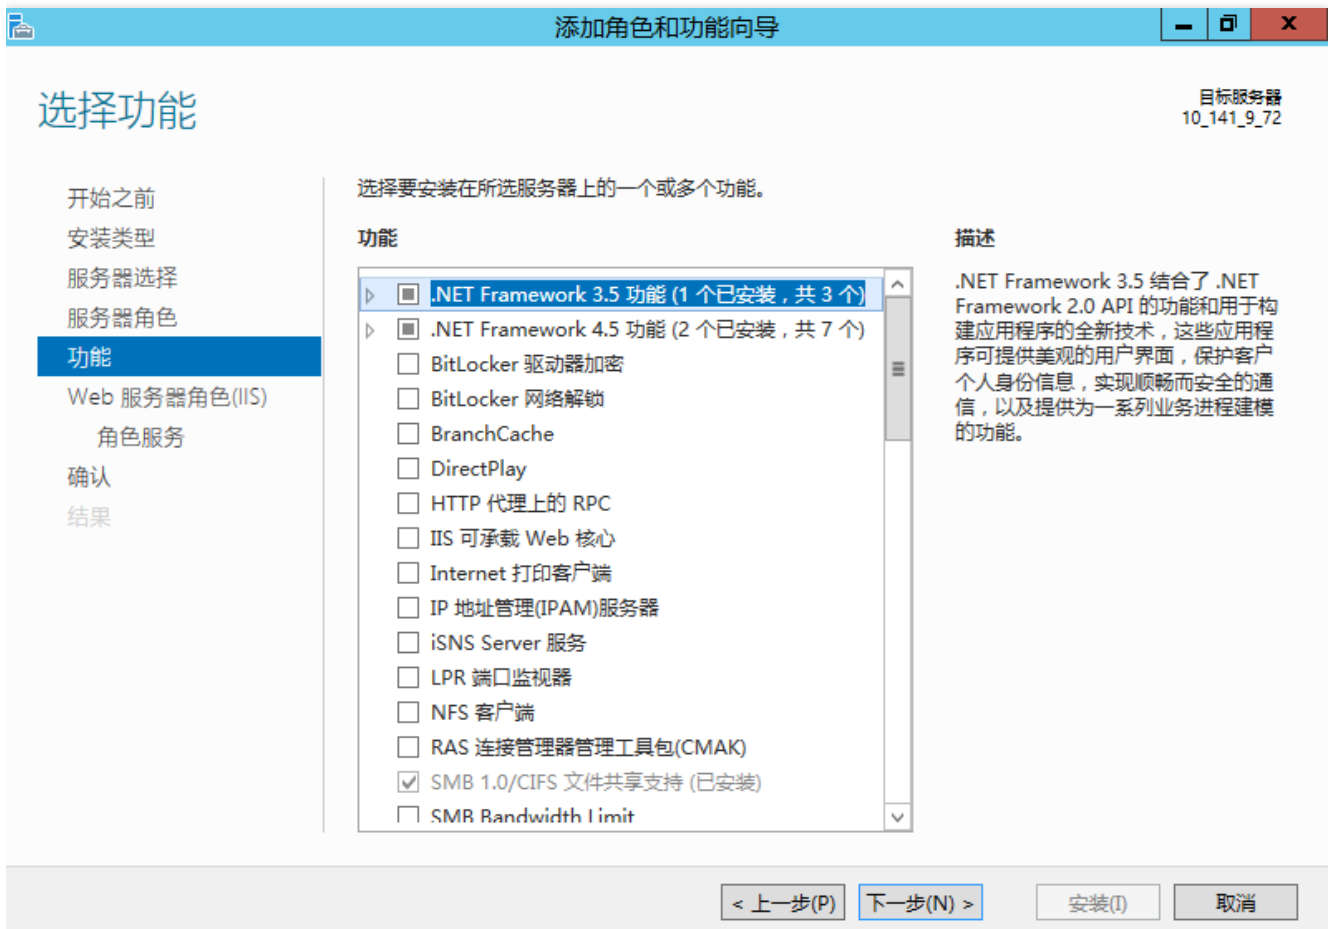 添加角色和功能向导
选择功能
目标服务器
10_141_9_72
开始之前
安装类型
服务器选择
服务器角色
功能
Web 服务器角色(IIS)
角色服务
确认
结果
选择要安装在所选服务器上的一个或多个功能。
功能
.NET Framework 3.5 功能 (1 个已安装，共 3 个)
.NET Framework 4.5 功能 (2 个已安装，共 7 个)
BitLocker 驱动器加密
BitLocker 网络解锁
BranchCache
DirectPlay
HTTP 代理上的 RPC
IIS 可承载 Web 核心
Internet 打印客户端
IP 地址管理(IPAM)服务器
iSNS Server 服务
LPR 端口监视器
NFS 客户端
RAS 连接管理器管理工具包(CMAK)
SMB 1.0/CIFS 文件共享支持 (已安装)
SMB Bandwidth Limit
描述
.NET Framework 3.5 结合了 .NET
Framework 2.0 API 的功能和用于构
建应用程序的全新技术，这些应用程
序可提供美观的用户界面，保护客户
个人身份信息，实现顺畅而安全的通
信，以及提供为一系列业务进程建模
的功能。
< 上一步(P)
下一步(N) >
安装(I)
取消